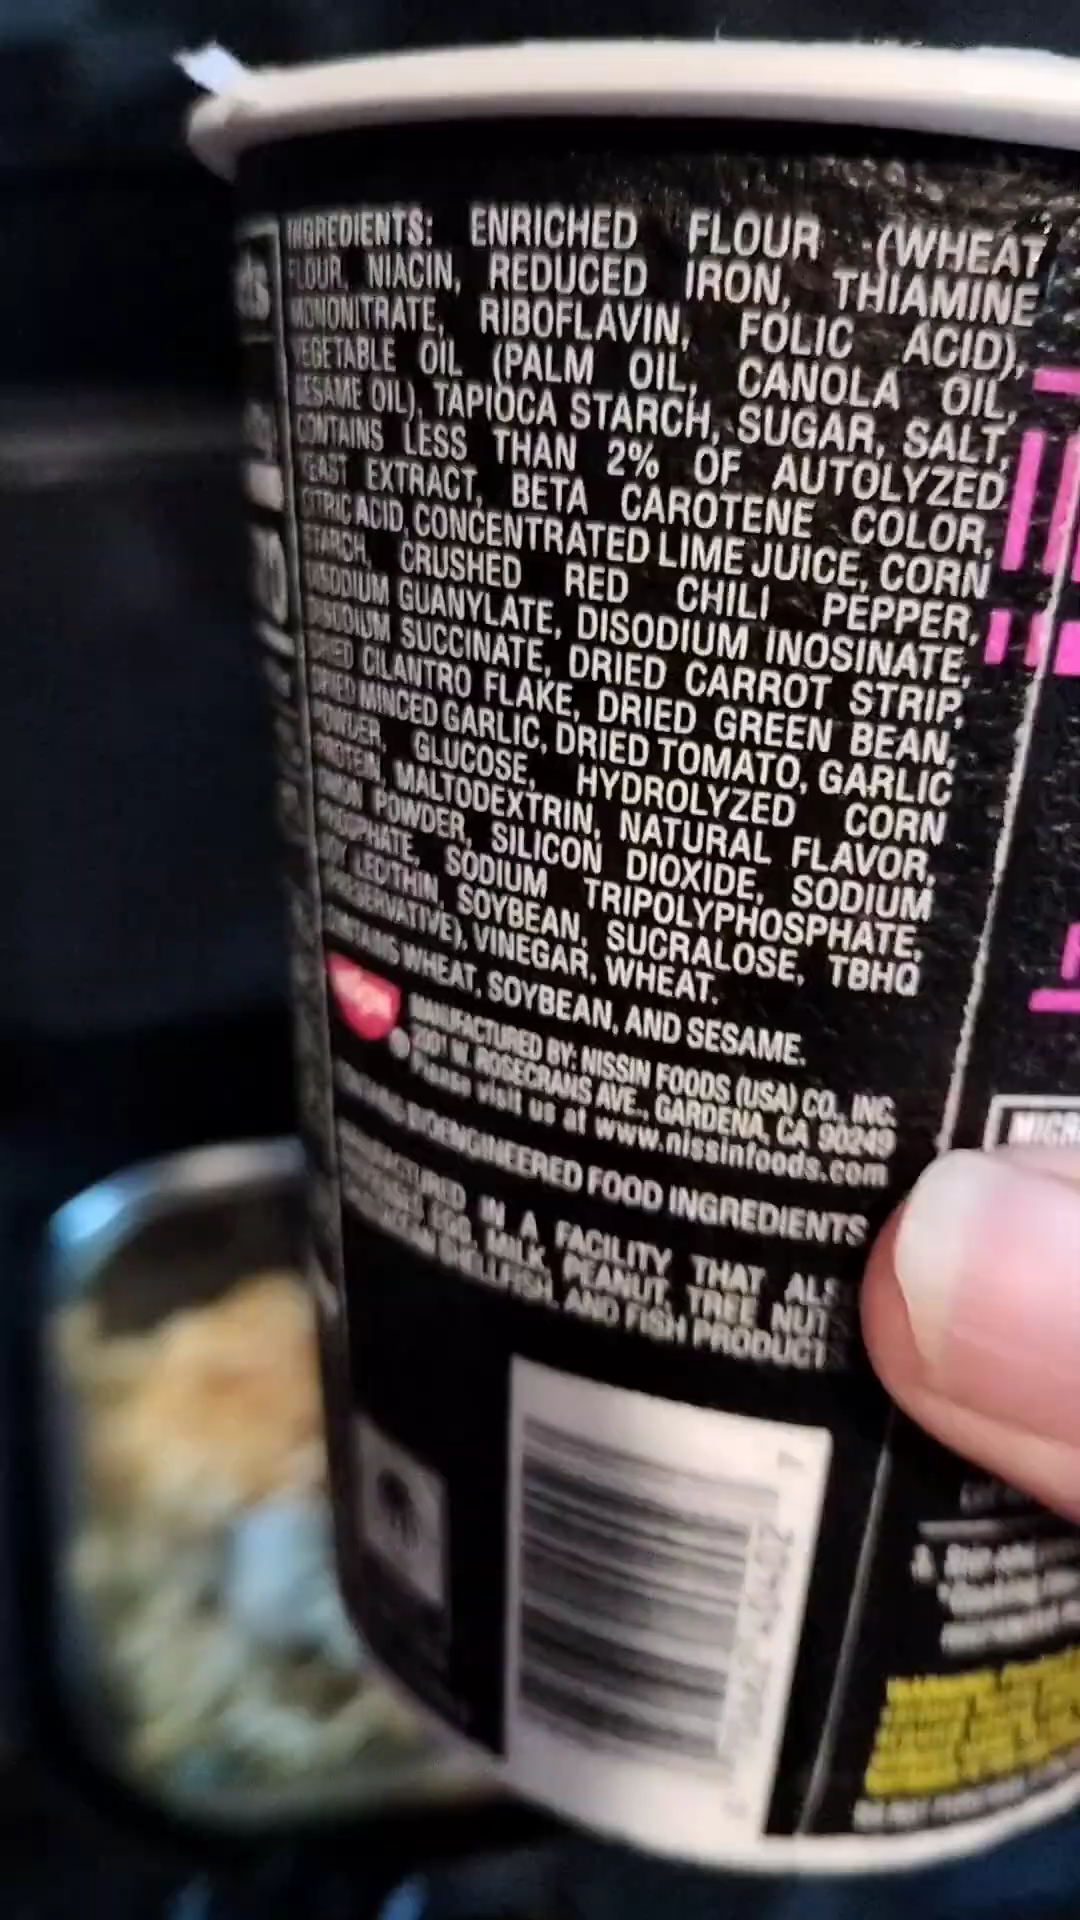 INGREDIENTS: ENRICHED FLOUR (WHEAT
FLOUR, NIACIN, REDUCED IRON, THIAMINE
MONONITRATE, RIBOFLAVIN, FOLIC ACID),
VEGETABLE OIL (PALM OIL, CANOLA OIL,
SESAME OIL), TAPIOCA STARCH, SUGAR, SALT,
CONTAINS LESS THAN 2% OF AUTOLYZED
YEAST EXTRACT, BETA CAROTENE COLOR,
CITRIC ACID, CONCENTRATED LIME JUICE, CORN
STARCH, CRUSHED RED CHILI PEPPER,
DISODIUM GUANYLATE, DISODIUM INOSINATE,
DISODIUM SUCCINATE, DRIED CARROT STRIP,
DRIED CILANTRO FLAKE, DRIED GREEN BEAN,
DRIED MINCED GARLIC, DRIED TOMATO, GARLIC
POWDER, GLUCOSE, HYDROLYZED CORN
PROTEIN, MALTODEXTRIN, NATURAL FLAVOR,
ONION POWDER, SILICON DIOXIDE, SODIUM
PHOSPHATE, SODIUM TRIPOLYPHOSPHATE,
SOY LECITHIN, SOYBEAN, SUCRALOSE, TBHQ
(PRESERVATIVE), VINEGAR, WHEAT.
CONTAINS WHEAT, SOYBEAN, AND SESAME.
MANUFACTURED BY: NISSIN FOODS (USA) CO., INC.
2001 W. ROSECRANS AVE., GARDENA, CA 90249
Please visit us at www.nissinfoods.com
CONTAINS BIOENGINEERED FOOD INGREDIENTS
MANUFACTURED IN A FACILITY THAT ALS
EGG, MILK, PEANUT, TREE NUT
SHELLFISH, AND FISH PRODUCT
MICR